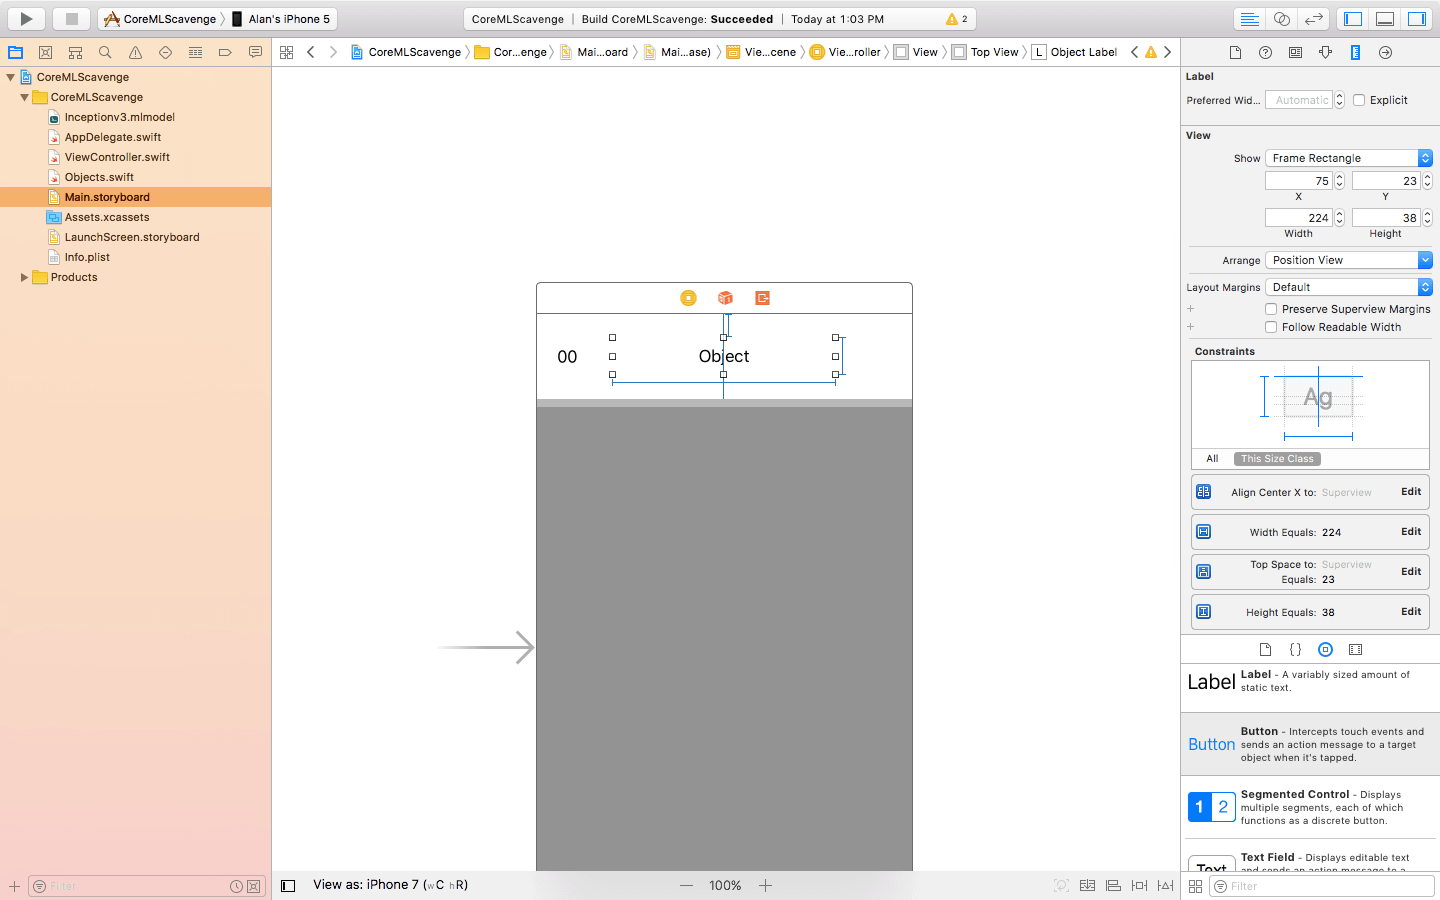 CoreMLScavenge
Alan's iPhone 5
CoreMLScavenge | Build CoreMLScavenge: Succeeded | Today at 1:03 PM
2
CoreMLScavenge
Cor...enge
Mai...oard
Mai...ase)
Vie...cene
Vie...roller
View
Top View
L Object Label
CoreMLScavenge
CoreMLScavenge
Inceptionv3.mlmodel
AppDelegate.swift
ViewController.swift
Objects.swift
Main.storyboard
Assets.xcassets
LaunchScreen.storyboard
Info.plist
Products
Filter
00
Object
View as: iPhone 7 (wC hR)
100%
Label
Preferred Wid... Automatic Explicit
View
Show Frame Rectangle
75 23
X Y
224 38
Width Height
Arrange Position View
Layout Margins Default
Preserve Superview Margins
Follow Readable Width
Constraints
Ag
All This Size Class
Align Center X to: Superview Edit
Width Equals: 224 Edit
Top Space to: Superview
Equals: 23 Edit
Height Equals: 38 Edit
{}
Label Label - A variably sized amount of
static text.
Button Button - Intercepts touch events and
sends an action message to a target
object when it's tapped.
1 2 Segmented Control - Displays
multiple segments, each of which
functions as a discrete button.
Text Text Field - Displays editable text
and sends an action message to a
Filter